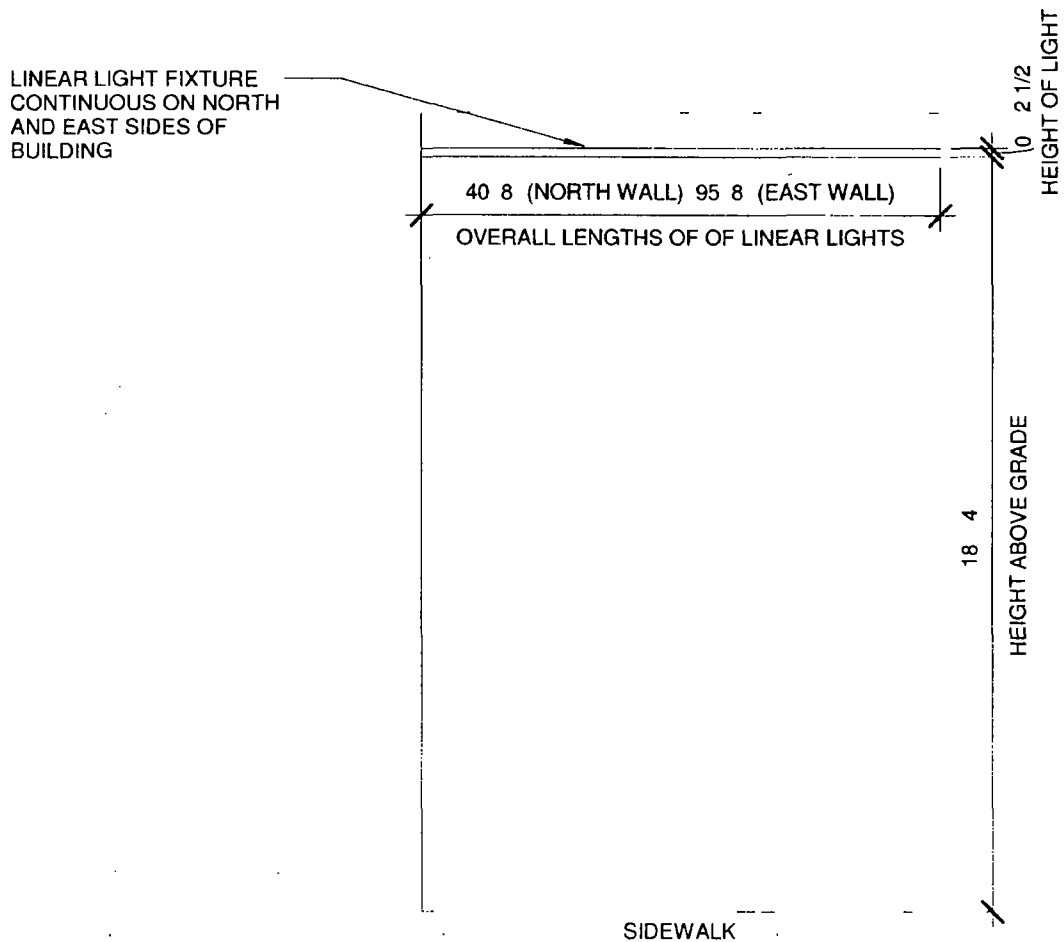 LINEAR LIGHT FIXTURE
CONTINUOUS ON NORTH
AND EAST SIDES OF
BUILDING
0 2 1/2
HEIGHT OF LIGHT
40 8 (NORTH WALL) 95 8 (EAST WALL)
OVERALL LENGTHS OF OF LINEAR LIGHTS
18 4
HEIGHT ABOVE GRADE
SIDEWALK